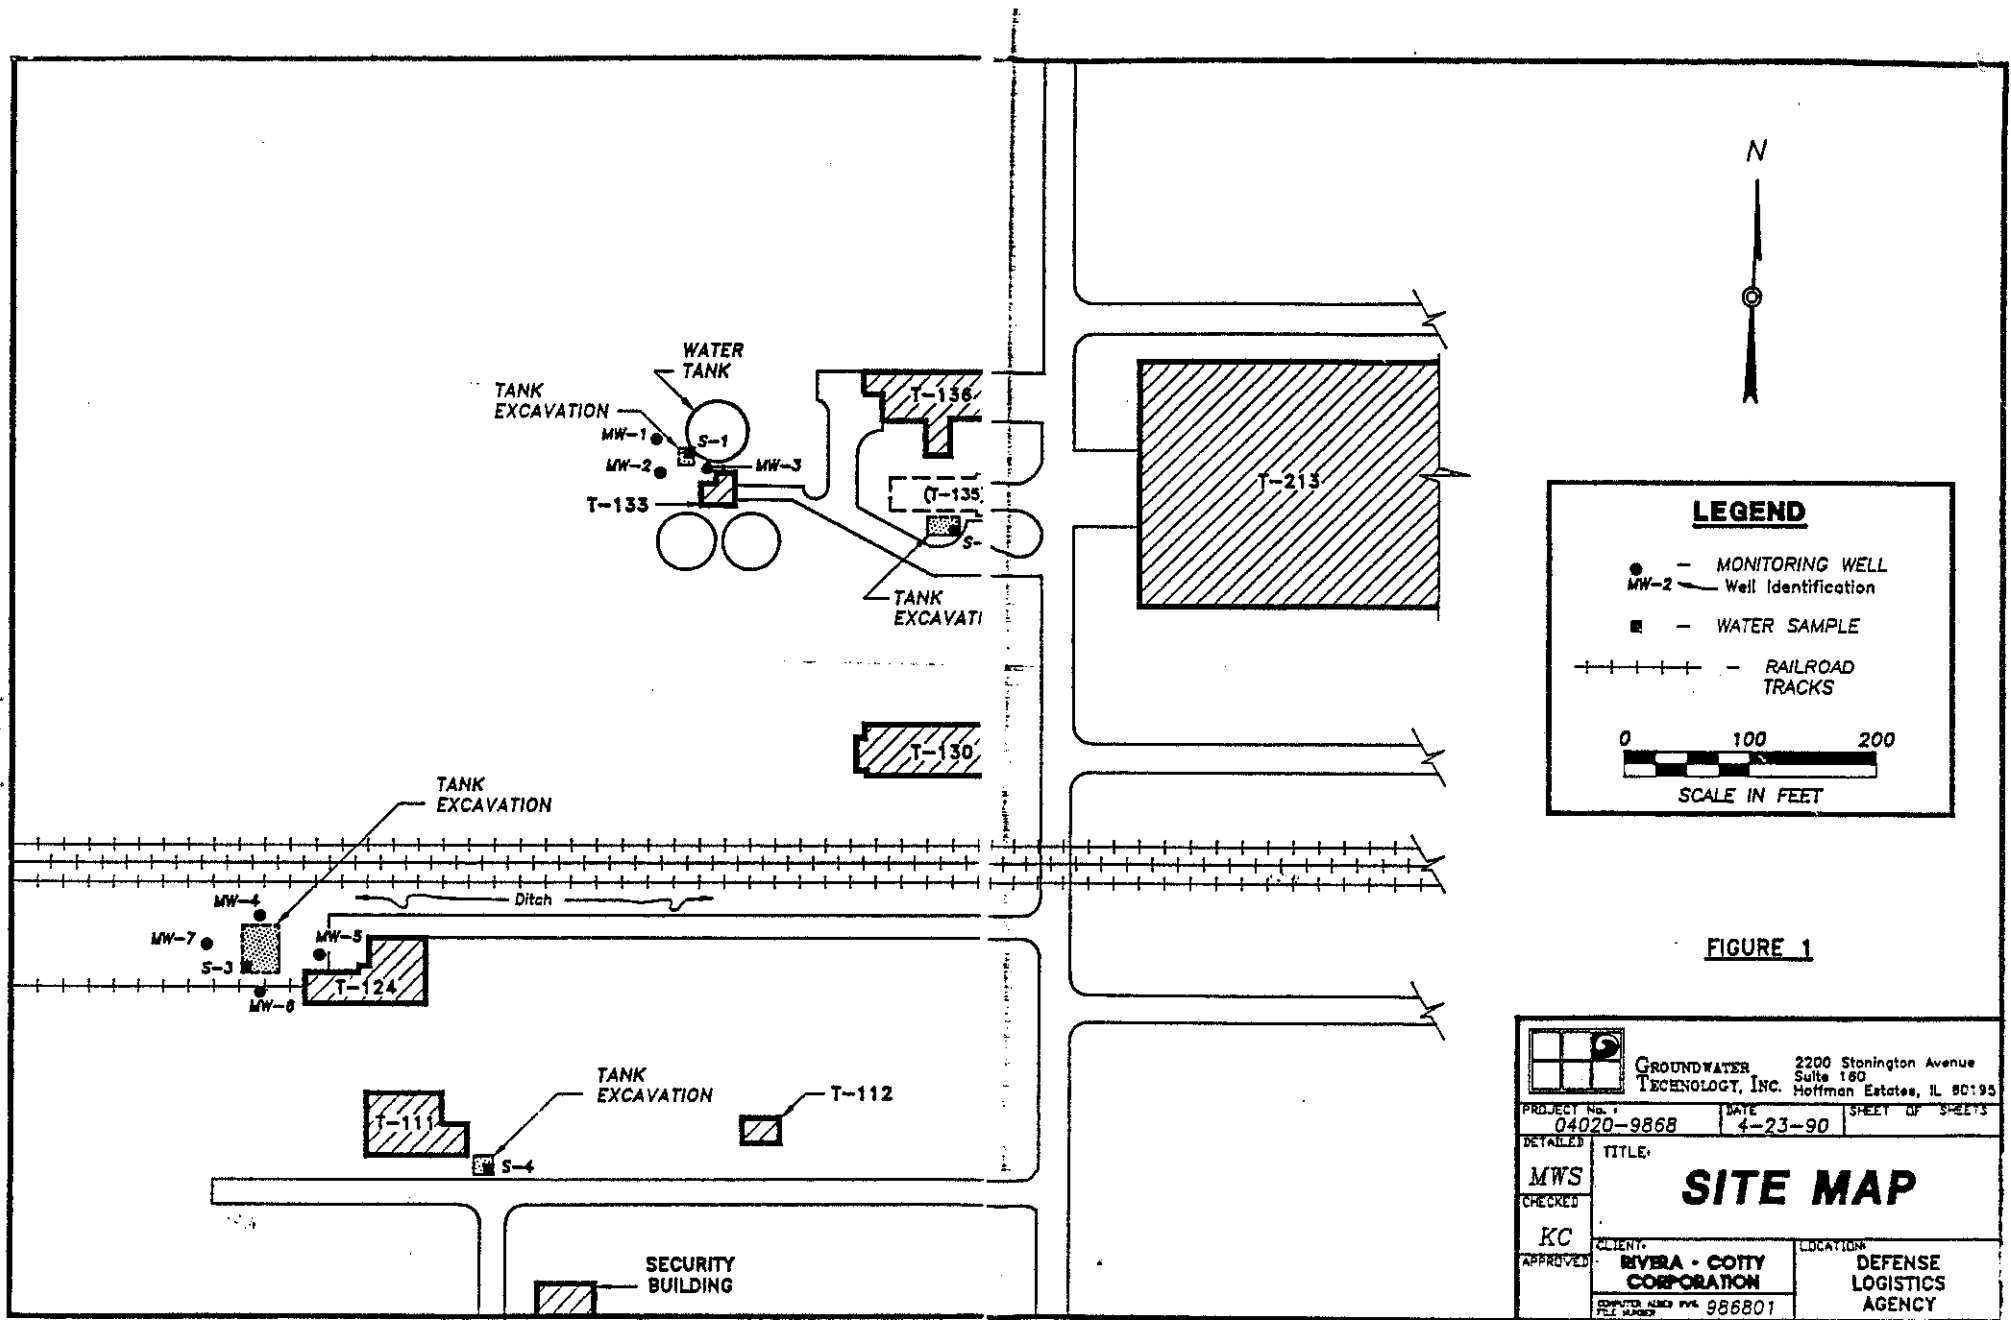 N
WATER
TANK
TANK
EXCAVATION
T-136
MW-1
S-1
MW-2
MW-3
T-213
T-133
(T-135
S-
TANK
EXCAVATI
LEGEND
- MONITORING WELL
MW-2 Well Identification
- WATER SAMPLE
- RAILROAD
TRACKS
0 100 200
SCALE IN FEET
T-130
TANK
EXCAVATION
Ditch
MW-4
MW-7
MW-5
S-3
T-124
MW-6
FIGURE 1
TANK
EXCAVATION
T-112
T-111
S-4
SECURITY
BUILDING
GROUNDWATER
TECHNOLOGY, INC.
2200 Stonington Avenue
Suite 160
Hoffman Estates, IL 60195
PROJECT No.:
04020-9868
DATE
4-23-90
SHEET OF SHEETS
DETAILED
MWS
TITLE:
SITE MAP
CHECKED
KC
APPROVED
CLIENT:
RIVERA - COTTY
CORPORATION
LOCATION:
DEFENSE
LOGISTICS
AGENCY
FILE NUMBER 986801